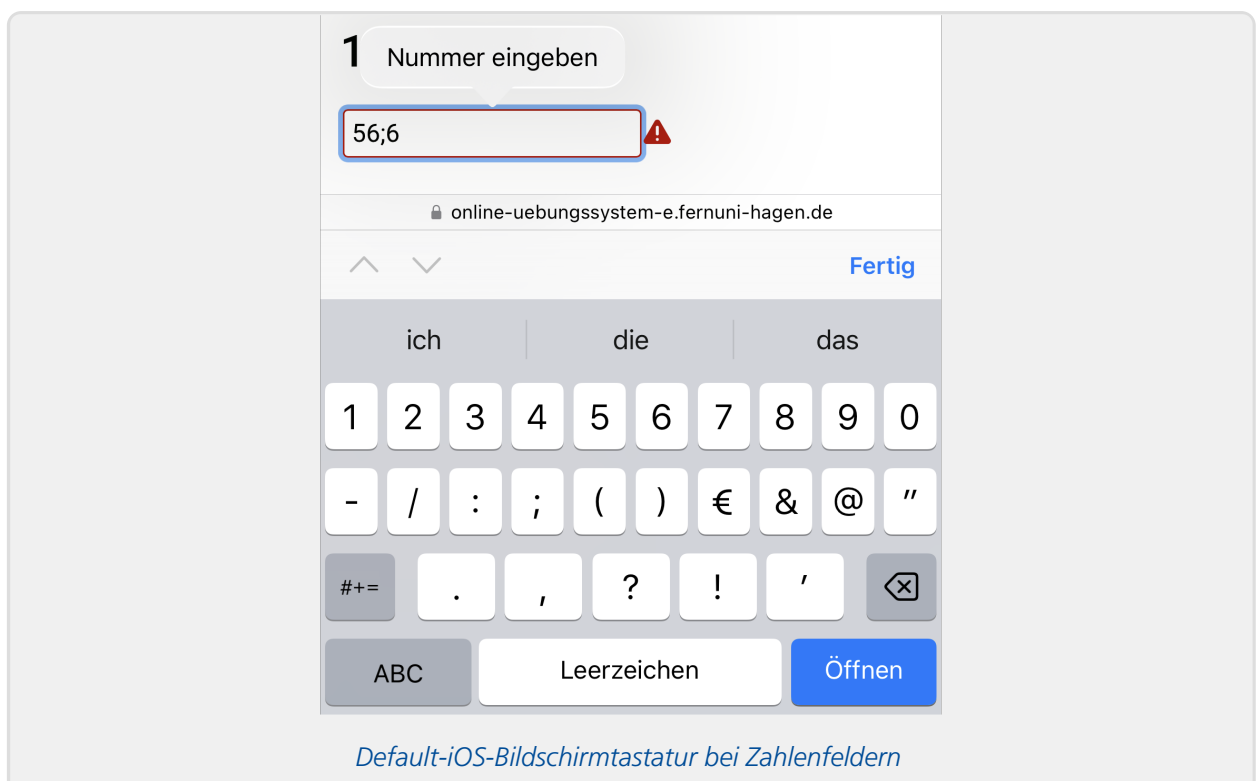 1
Nummer eingeben
56;6
online-uebungssystem-e.fernuni-hagen.de
Fertig
ich die das
1 2 3 4 5 6 7 8 9 0
- / : ; ( ) € & @ "
#+= . , ? ! '
ABC Leerzeichen Öffnen
Default-iOS-Bildschirmtastatur bei Zahlenfeldern